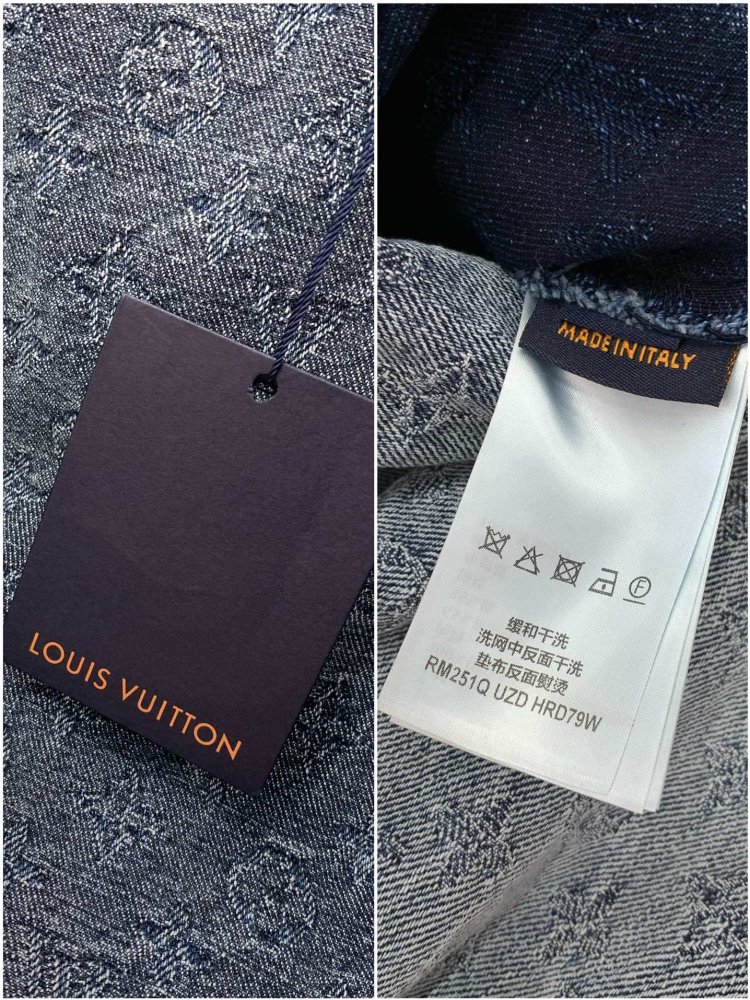 LOUIS VUITTON
MADE IN ITALY
F
缓和干洗
洗网中反面干洗
垫布反面熨烫
RM251Q UZD HRD79W